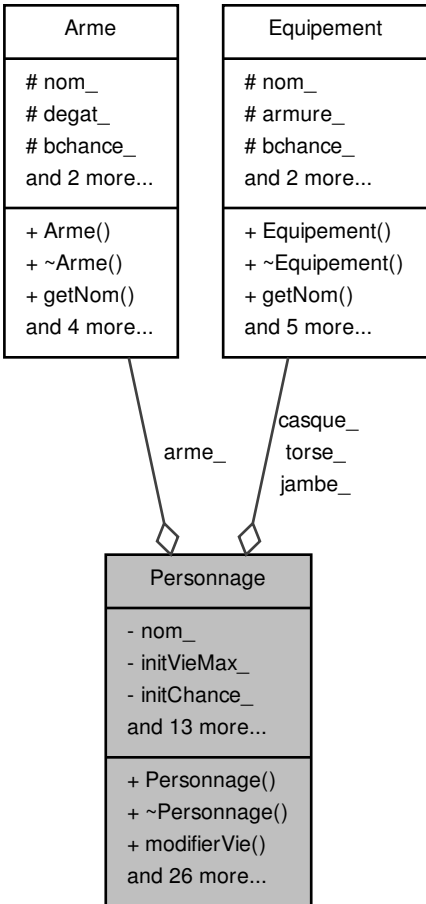 Arme
# nom_
# degat_
# bchance_
and 2 more...
+ Arme()
+ ~Arme()
+ getNom()
and 4 more...
Equipement
# nom_
# armure_
# bchance_
and 2 more...
+ Equipement()
+ ~Equipement()
+ getNom()
and 5 more...
arme_
casque_
torse_
jambe_
Personnage
- nom_
- initVieMax_
- initChance_
and 13 more...
+ Personnage()
+ ~Personnage()
+ modifierVie()
and 26 more...